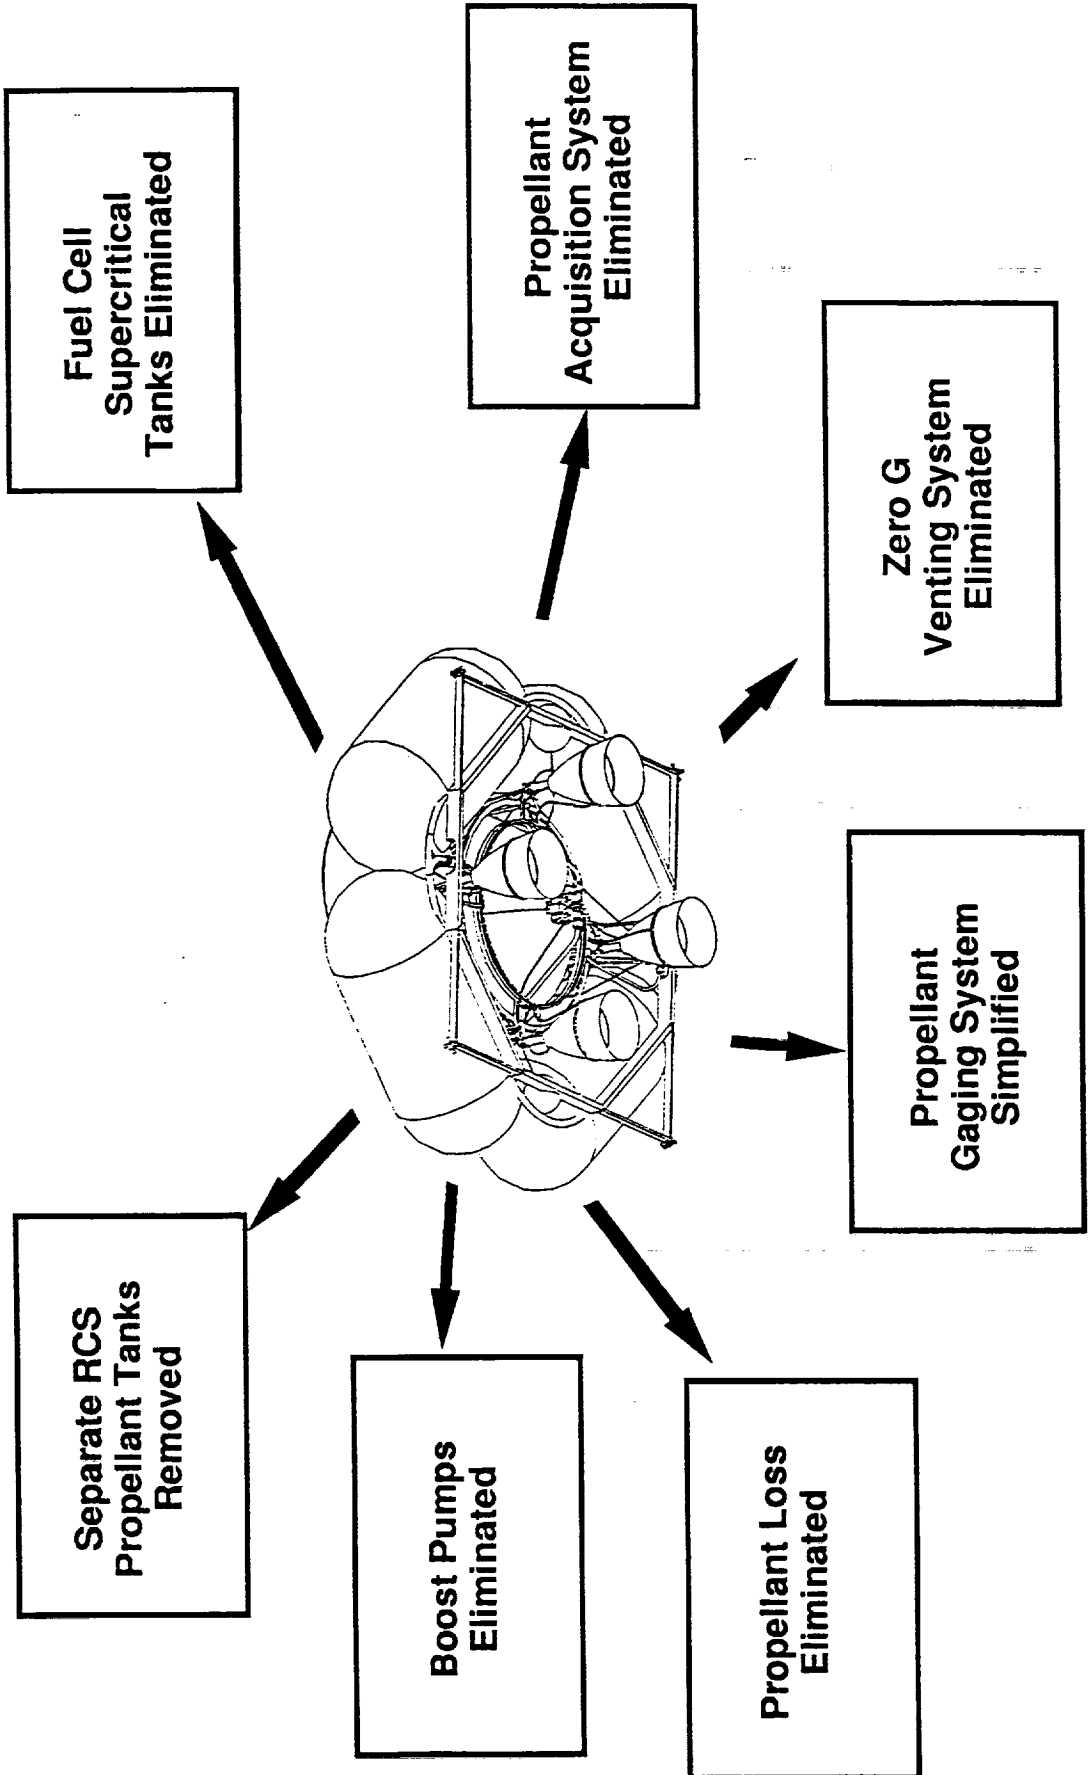 Separate RCS
Propellant Tanks
Removed
Fuel Cell
Supercritical
Tanks Eliminated
Boost Pumps
Eliminated
Propellant
Acquisition System
Eliminated
Propellant Loss
Eliminated
Propellant
Gaging System
Simplified
Zero G
Venting System
Eliminated